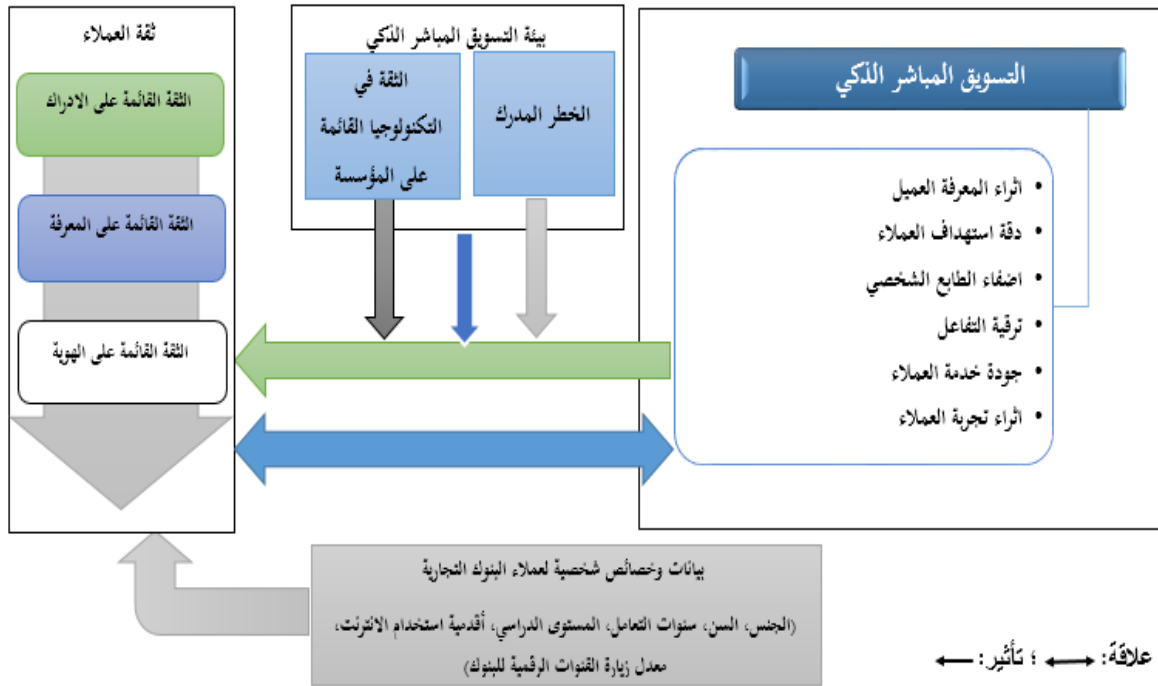 التسويق المباشر الذكي
• اثراء المعرفة العميل
• دقة استهداف العملاء
• اضفاء الطابع الشخصي
• ترقية التفاعل
• جودة خدمة العملاء
• اثراء تجربة العملاء
بيئة التسويق المباشر الذكي
الخطر المدرك
الثقة في
التكنولوجيا القائمة
على المؤسسة
ثقة العملاء
الثقة القائمة على الادراك
الثقة القائمة على المعرفة
الثقة القائمة على الهوية
بيانات وخصائص شخصية لعملاء البنوك التجارية
(الجنس، السن، سنوات التعامل، المستوى الدراسي، أقدمية استخدام الانترنت،
معدل زيارة القنوات الرقمية للبنوك)
علاقة: ؛ تأثير: